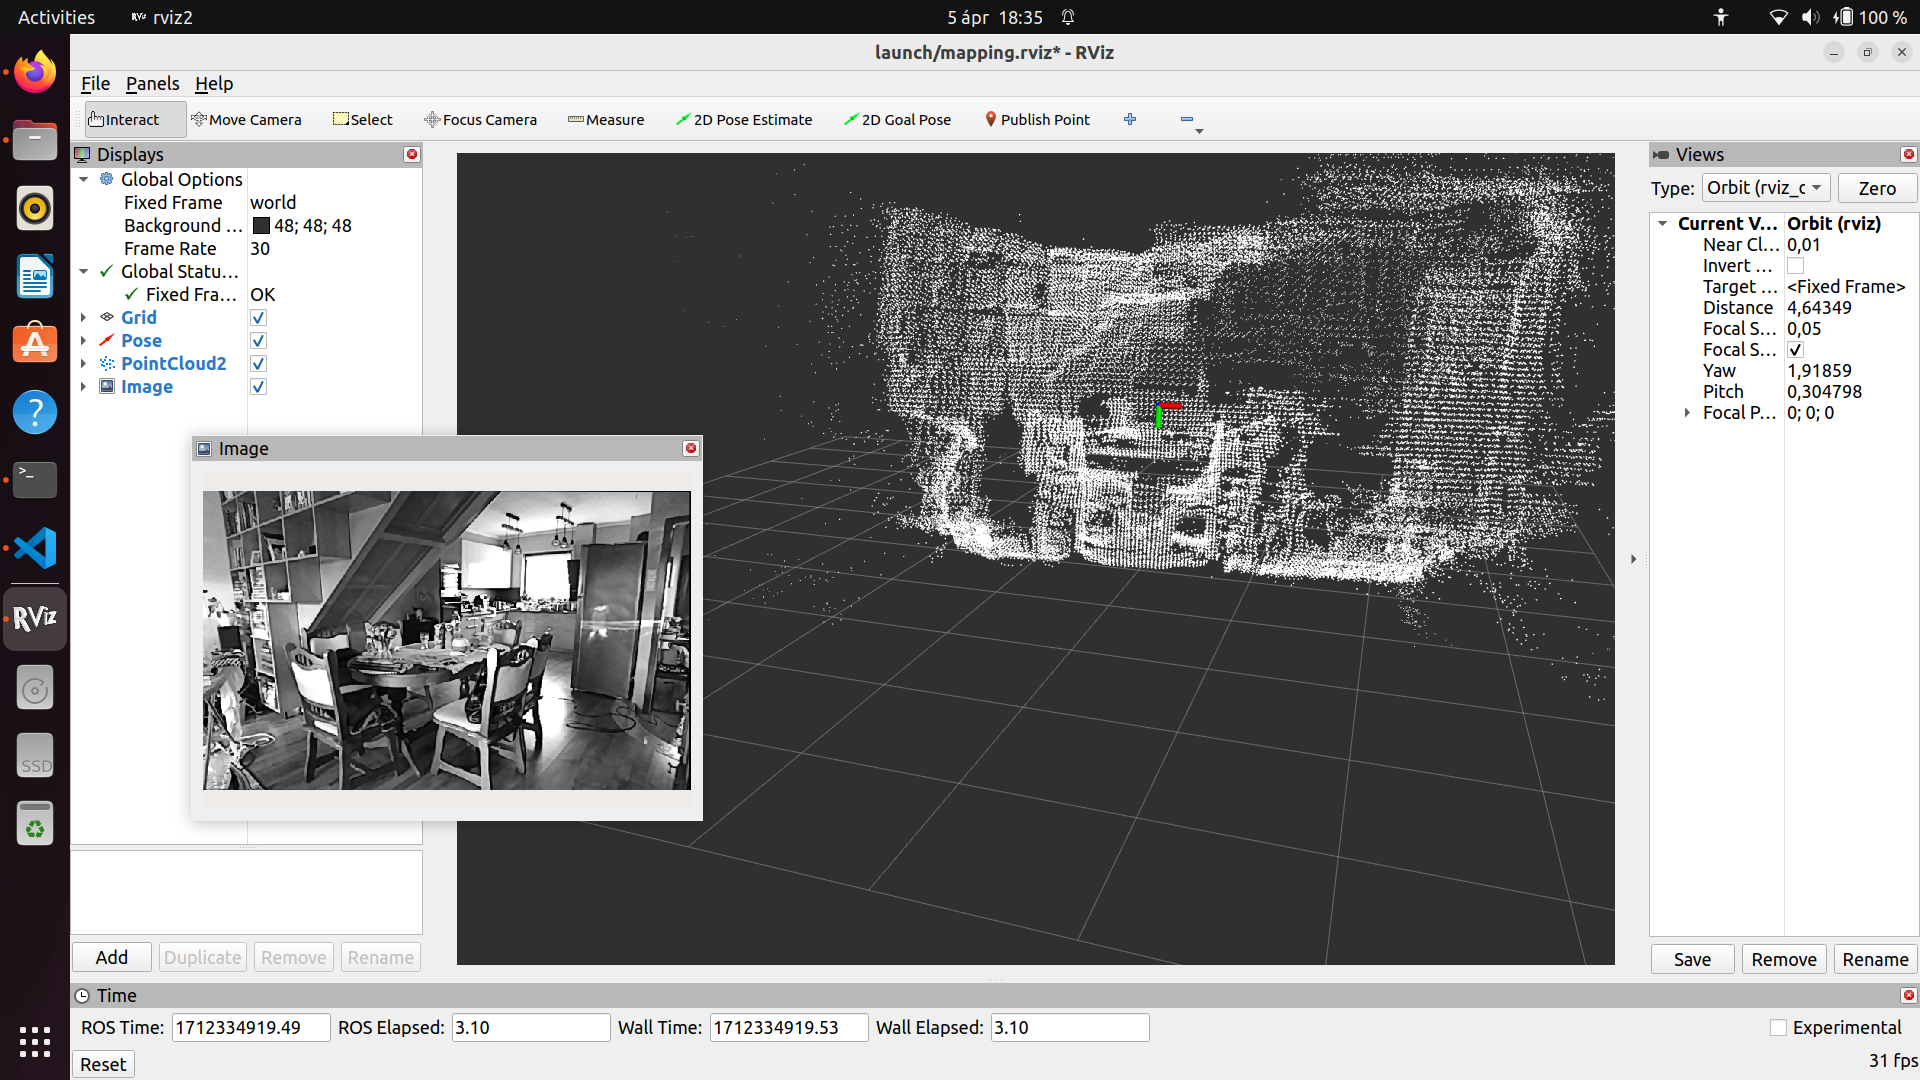 Activities
RViz rviz2
5 ápr 18:35
100 %
launch/mapping.rviz* - RViz
File Panels Help
Interact Move Camera Select Focus Camera Measure 2D Pose Estimate 2D Goal Pose Publish Point
Displays
Global Options
Fixed Frame world
Background ... 48; 48; 48
Frame Rate 30
Global Statu...
Fixed Fra... OK
Grid
Pose
PointCloud2
Image
Image
>_
?
RViz
SSD
Add Duplicate Remove Rename
Views
Type: Orbit (rviz_c Zero
Current V... Orbit (rviz)
Near Cl... 0,01
Invert ...
Target ... <Fixed Frame>
Distance 4,64349
Focal S... 0,05
Focal S...
Yaw 1,91859
Pitch 0,304798
Focal P... 0; 0; 0
Save Remove Rename
Time
ROS Time: 1712334919.49 ROS Elapsed: 3.10 Wall Time: 1712334919.53 Wall Elapsed: 3.10 Experimental
Reset 31 fps